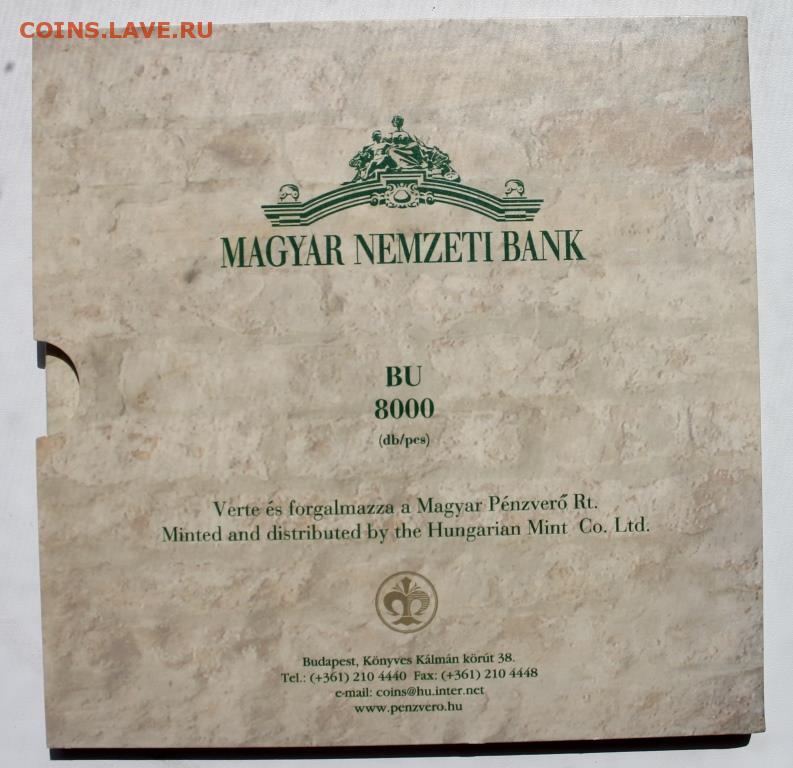 COINS.LAVE.RU
MAGYAR NEMZETI BANK
BU
8000
(db/pcs)
Verte és forgalmazza a Magyar Pénzverő Rt.
Minted and distributed by the Hungarian Mint Co. Ltd.
Budapest, Könyves Kálmán körút 38.
Tel.: (+361) 210 4440 Fax: (+361) 210 4448
e-mail: coins@hu.inter.net
www.penzvero.hu